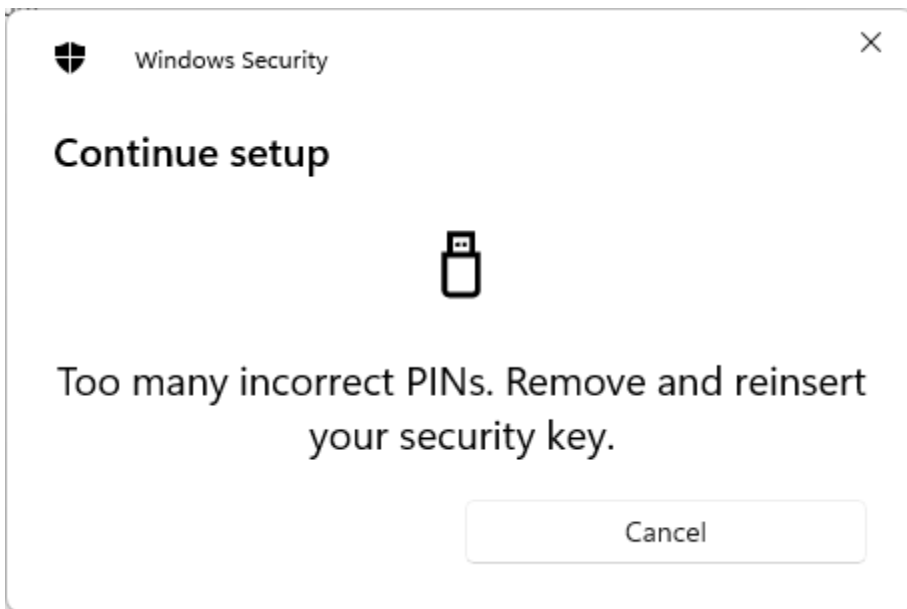 Windows Security
Continue setup
Too many incorrect PINs. Remove and reinsert
your security key.
Cancel